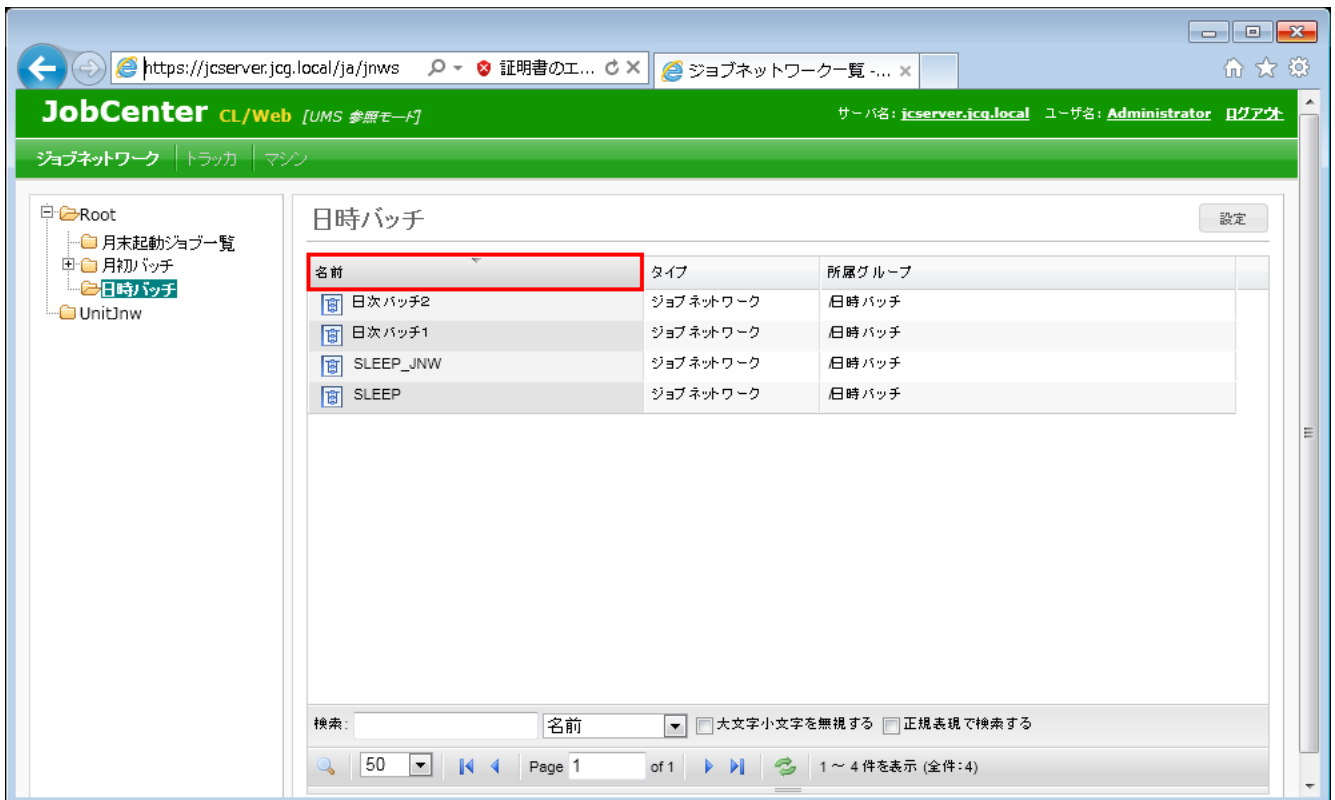 https://jcserver.jcg.local/ja/jnws 証明書のエ... ジョブネットワーク一覧 -...
JobCenter CL/Web [UMS 参照モード] サーバ名: jcserver.jcg.local ユーザ名: Administrator ログアウト
ジョブネットワーク トラッカ マシン
Root
月末起動ジョブ一覧
月初バッチ
日時バッチ
UnitJnw
日時バッチ 設定
名前 タイプ 所属グループ
日次バッチ2 ジョブネットワーク /日時バッチ
日次バッチ1 ジョブネットワーク /日時バッチ
SLEEP_JNW ジョブネットワーク /日時バッチ
SLEEP ジョブネットワーク /日時バッチ
検索: 名前 大文字小文字を無視する 正規表現で検索する
50 Page 1 of 1 1 ～ 4 件を表示 (全件:4)